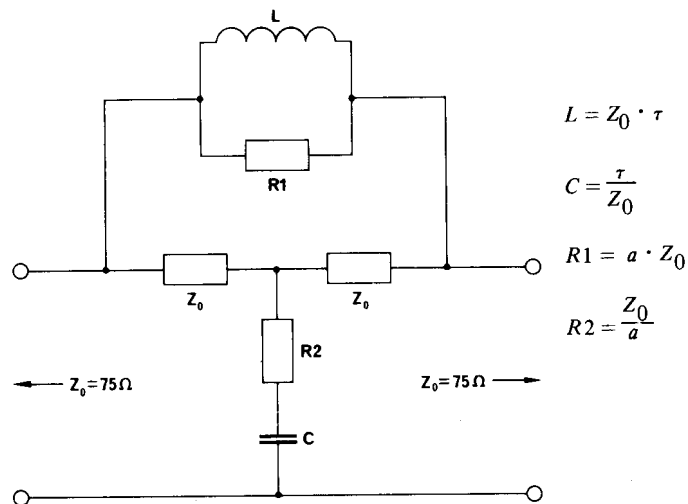 L
R1
Z₀
Z₀
R2
Z₀ = 75Ω
Z₀ = 75Ω
C
L = Z₀ · τ
C = τ/Z₀
R1 = a · Z₀
R2 = Z₀/a